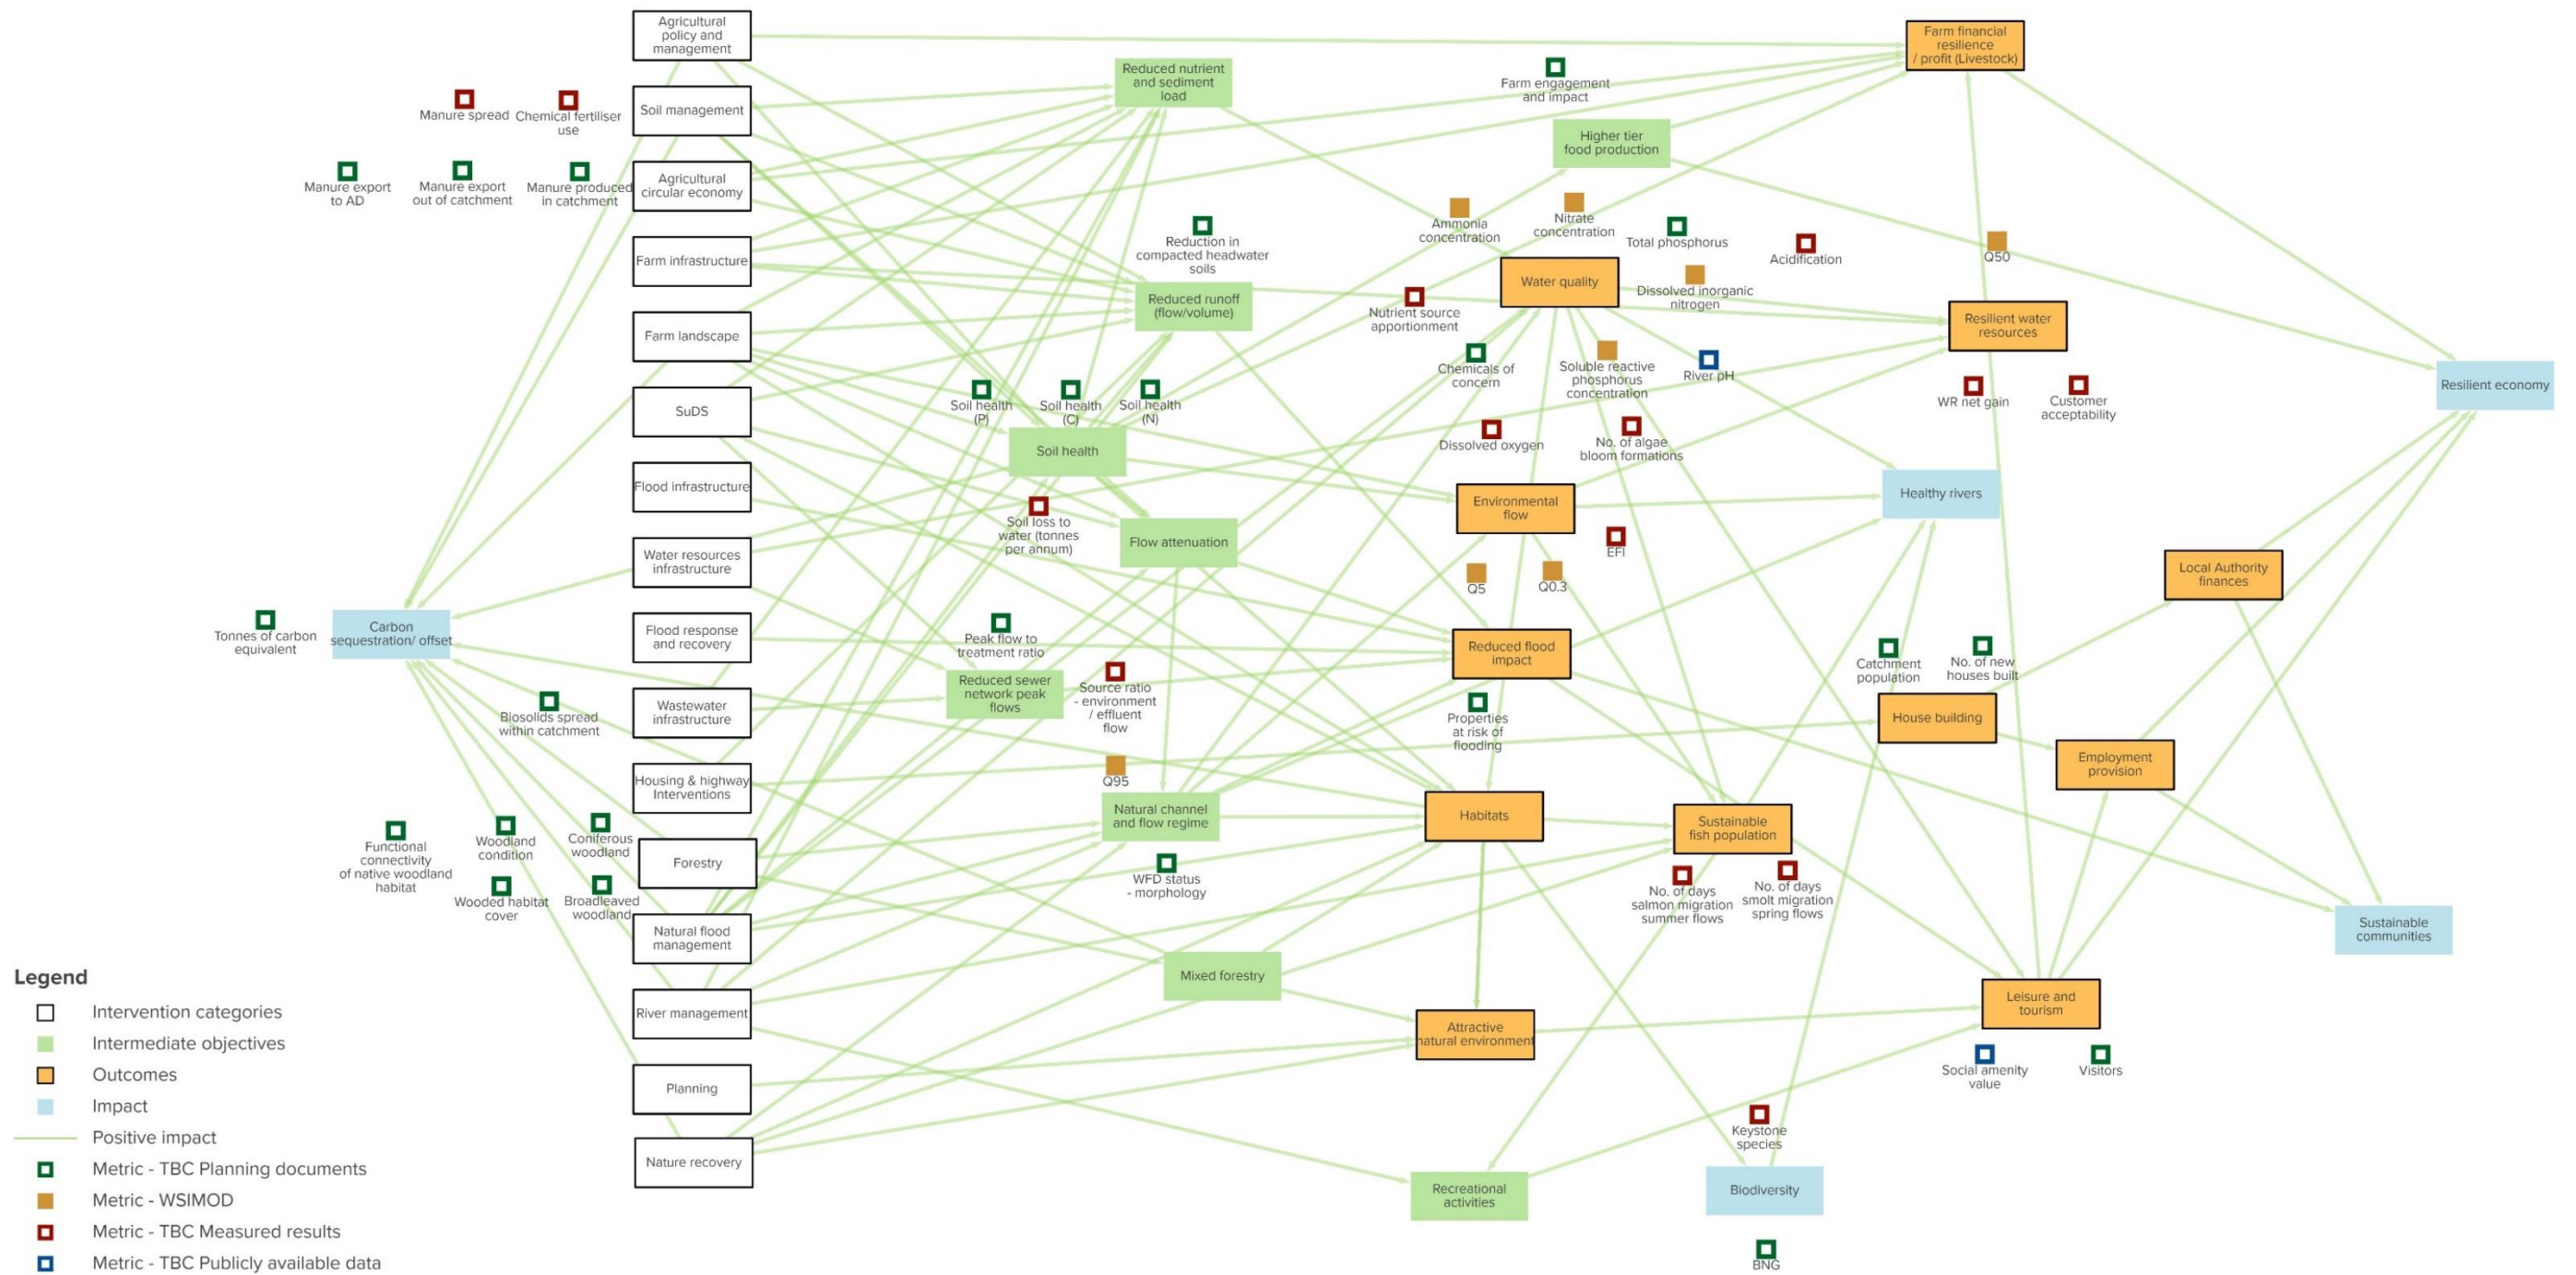 Agricultural
policy and
management
Soil management
Agricultural
circular economy
Farm infrastructure
Farm landscape
SuDS
Flood infrastructure
Water resources
infrastructure
Flood response
and recovery
Wastewater
infrastructure
Housing & highway
Interventions
Forestry
Natural flood
management
River management
Planning
Nature recovery
Manure spread
Chemical fertiliser
use
Manure export
to AD
Manure export
out of catchment
Manure produced
in catchment
Tonnes of carbon
equivalent
Carbon
sequestration/ offset
Biosolids spread
within catchment
Functional
connectivity
of native woodland
habitat
Woodland
condition
Coniferous
woodland
Wooded habitat
cover
Broadleaved
woodland
Reduced nutrient
and sediment
load
Reduction in
compacted headwater
soils
Reduced runoff
(flow/volume)
Soil health
(P)
Soil health
(C)
Soil health
(N)
Soil health
Soil loss to
water (tonnes
per annum)
Flow attenuation
Peak flow to
treatment ratio
Reduced sewer
network peak
flows
Source ratio
- environment
/ effluent
flow
Q95
Natural channel
and flow regime
WFD status
- morphology
Mixed forestry
Farm engagement
and impact
Higher tier
food production
Ammonia
concentration
Nitrate
concentration
Total phosphorus
Acidification
Water quality
Dissolved inorganic
nitrogen
Nutrient source
apportionment
Chemicals of
concern
Soluble reactive
phosphorus
concentration
River pH
Dissolved oxygen
No. of algae
bloom formations
Environmental
flow
EFI
Q5
Q0.3
Reduced flood
impact
Properties
at risk of
flooding
Habitats
Sustainable
fish population
No. of days
salmon migration
summer flows
No. of days
smolt migration
spring flows
Attractive
natural environment
Recreational
activities
Keystone
species
Biodiversity
BNG
Farm financial
resilience
/ profit (Livestock)
Q50
Resilient water
resources
WR net gain
Customer
acceptability
Healthy rivers
Resilient economy
Local Authority
finances
Catchment
population
No. of new
houses built
House building
Employment
provision
Sustainable
communities
Leisure and
tourism
Social amenity
value
Visitors
Legend
Intervention categories
Intermediate objectives
Outcomes
Impact
Positive impact
Metric - TBC Planning documents
Metric - WSIMOD
Metric - TBC Measured results
Metric - TBC Publicly available data